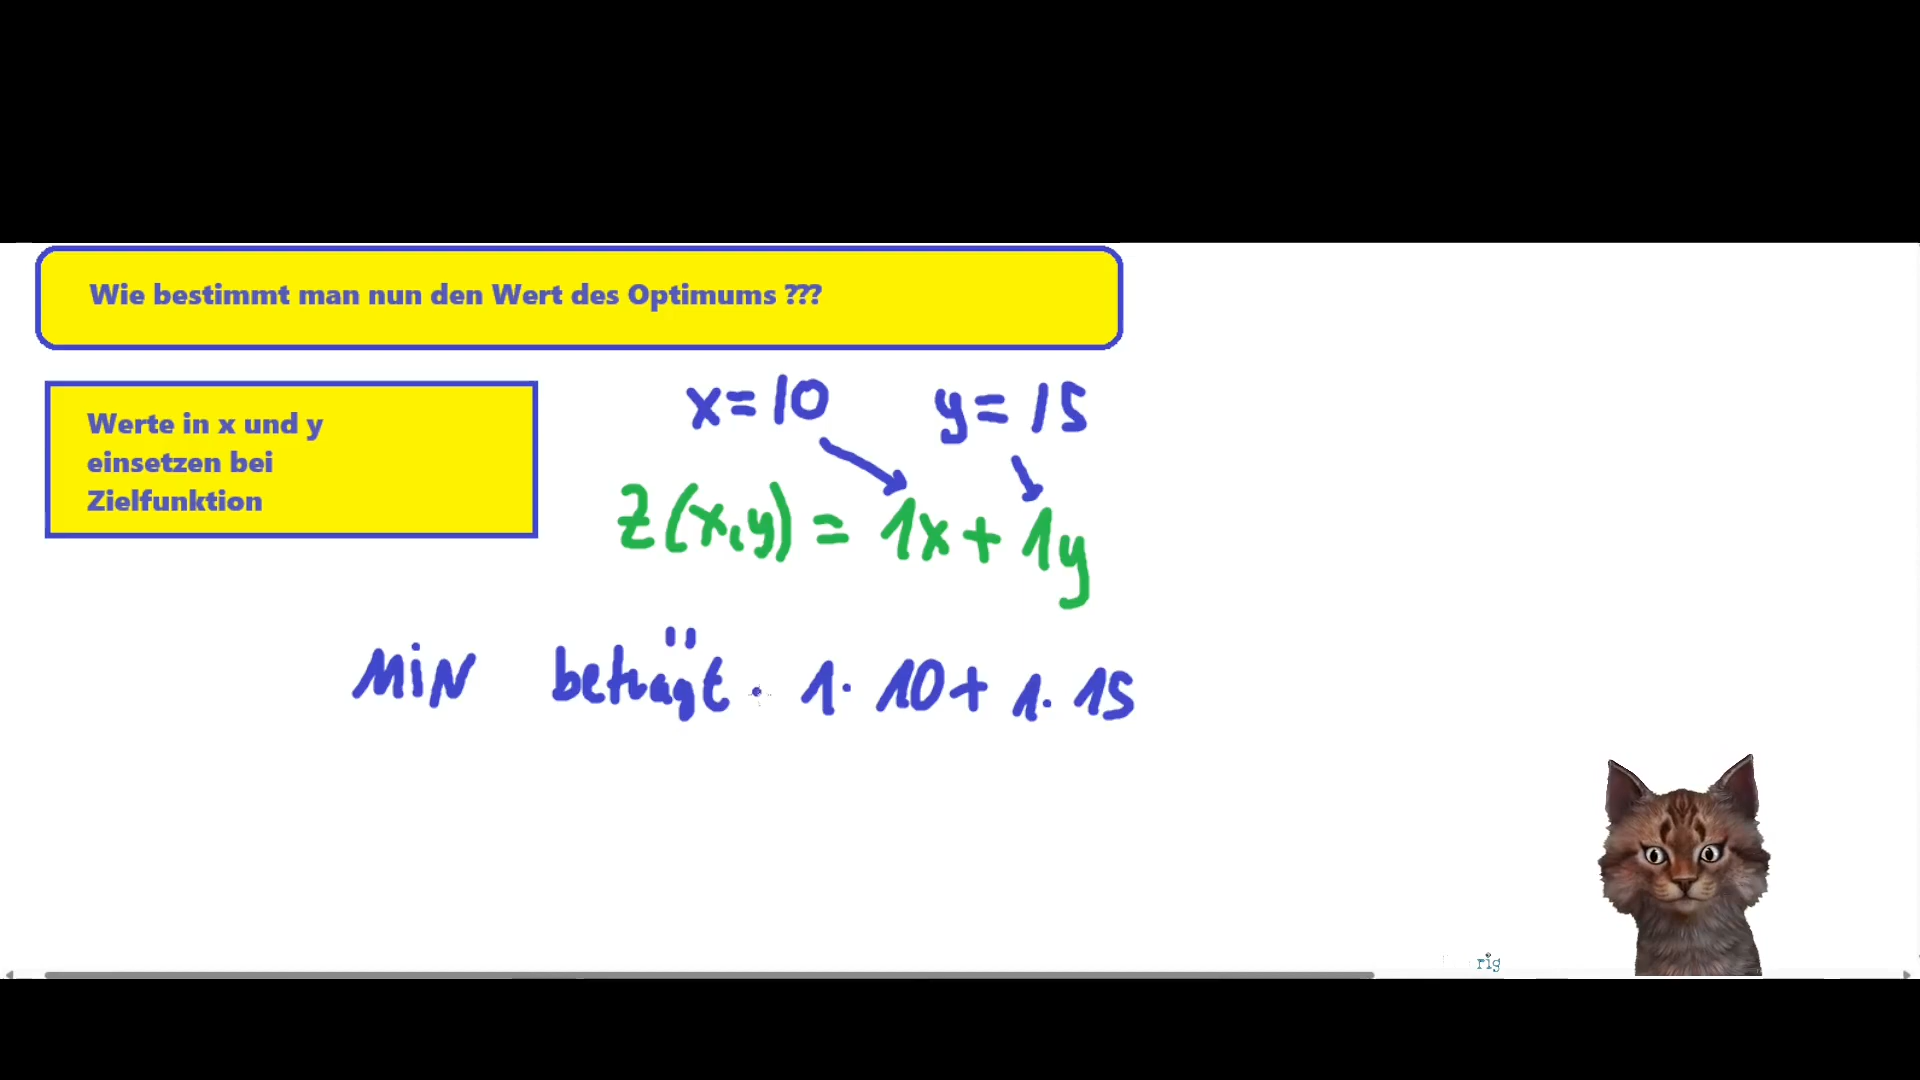 Wie bestimmt man nun den Wert des Optimums ???
Werte in x und y
einsetzen bei
Zielfunktion
x=10 y=15
Z(x,y) = 1x+1y
MiN beträgt · 1·10+1·15
rig